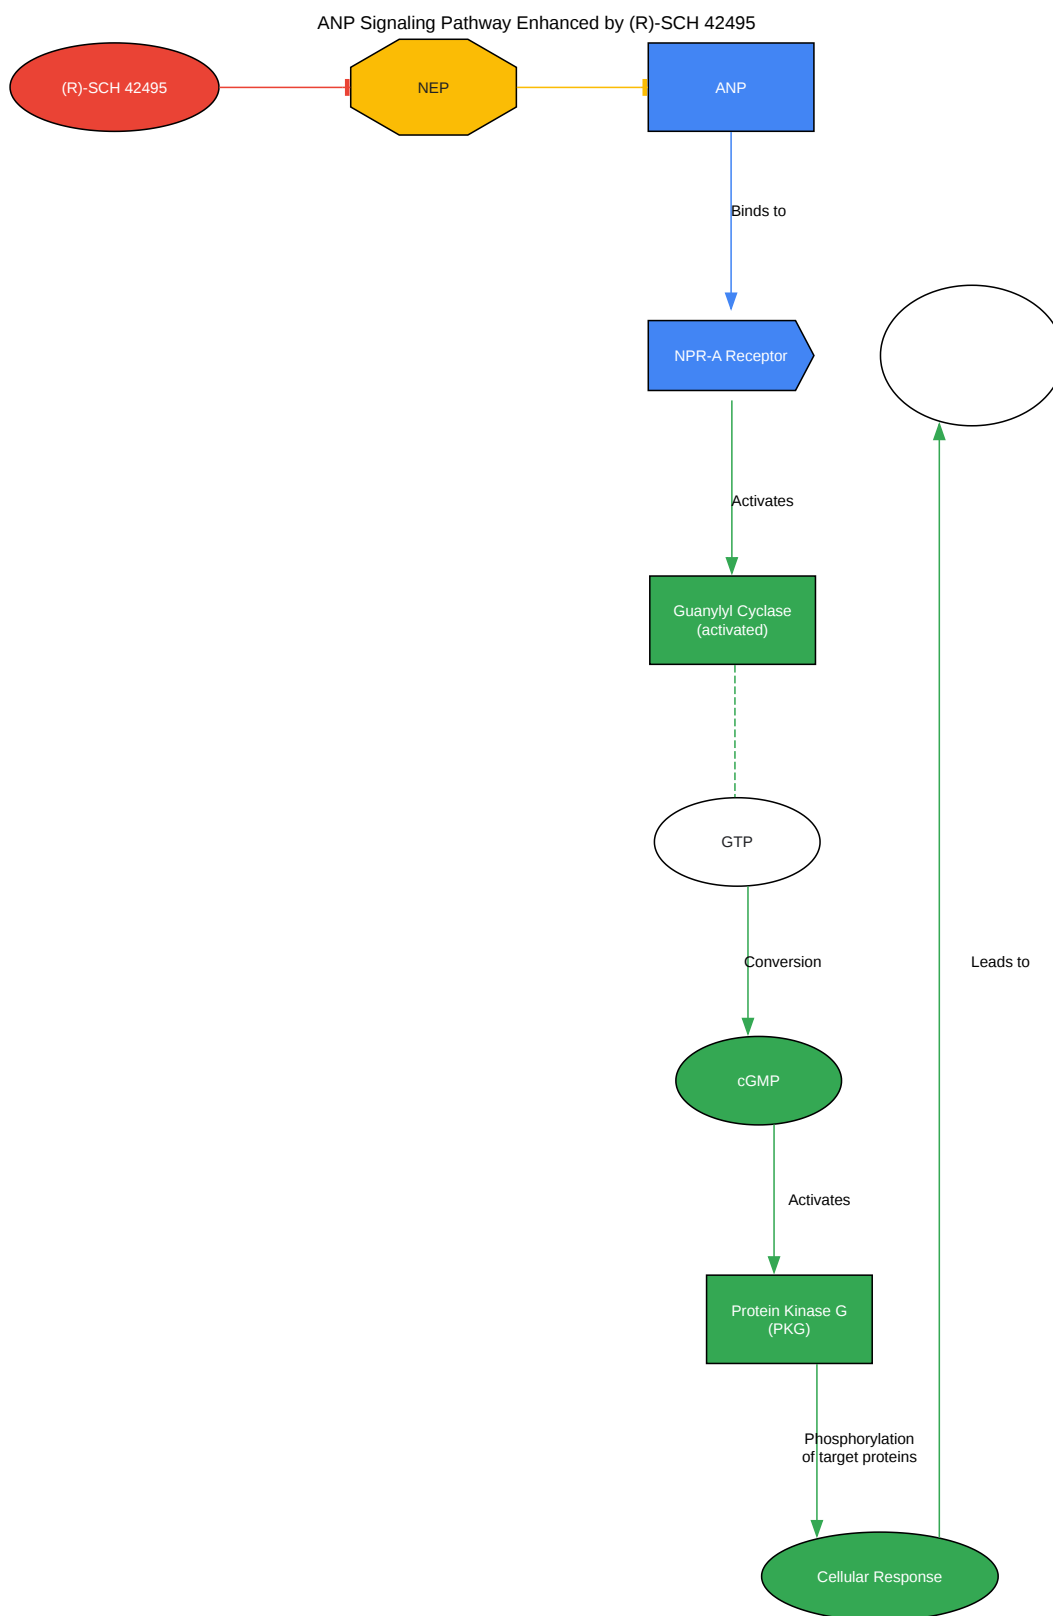 ANP Signaling Pathway Enhanced by (R)-SCH 42495
(R)-SCH 42495
NEP
ANP
Binds to
NPR-A Receptor
Activates
Guanylyl Cyclase
(activated)
GTP
Conversion
Leads to
cGMP
Activates
Protein Kinase G
(PKG)
Phosphorylation
of target proteins
Cellular Response